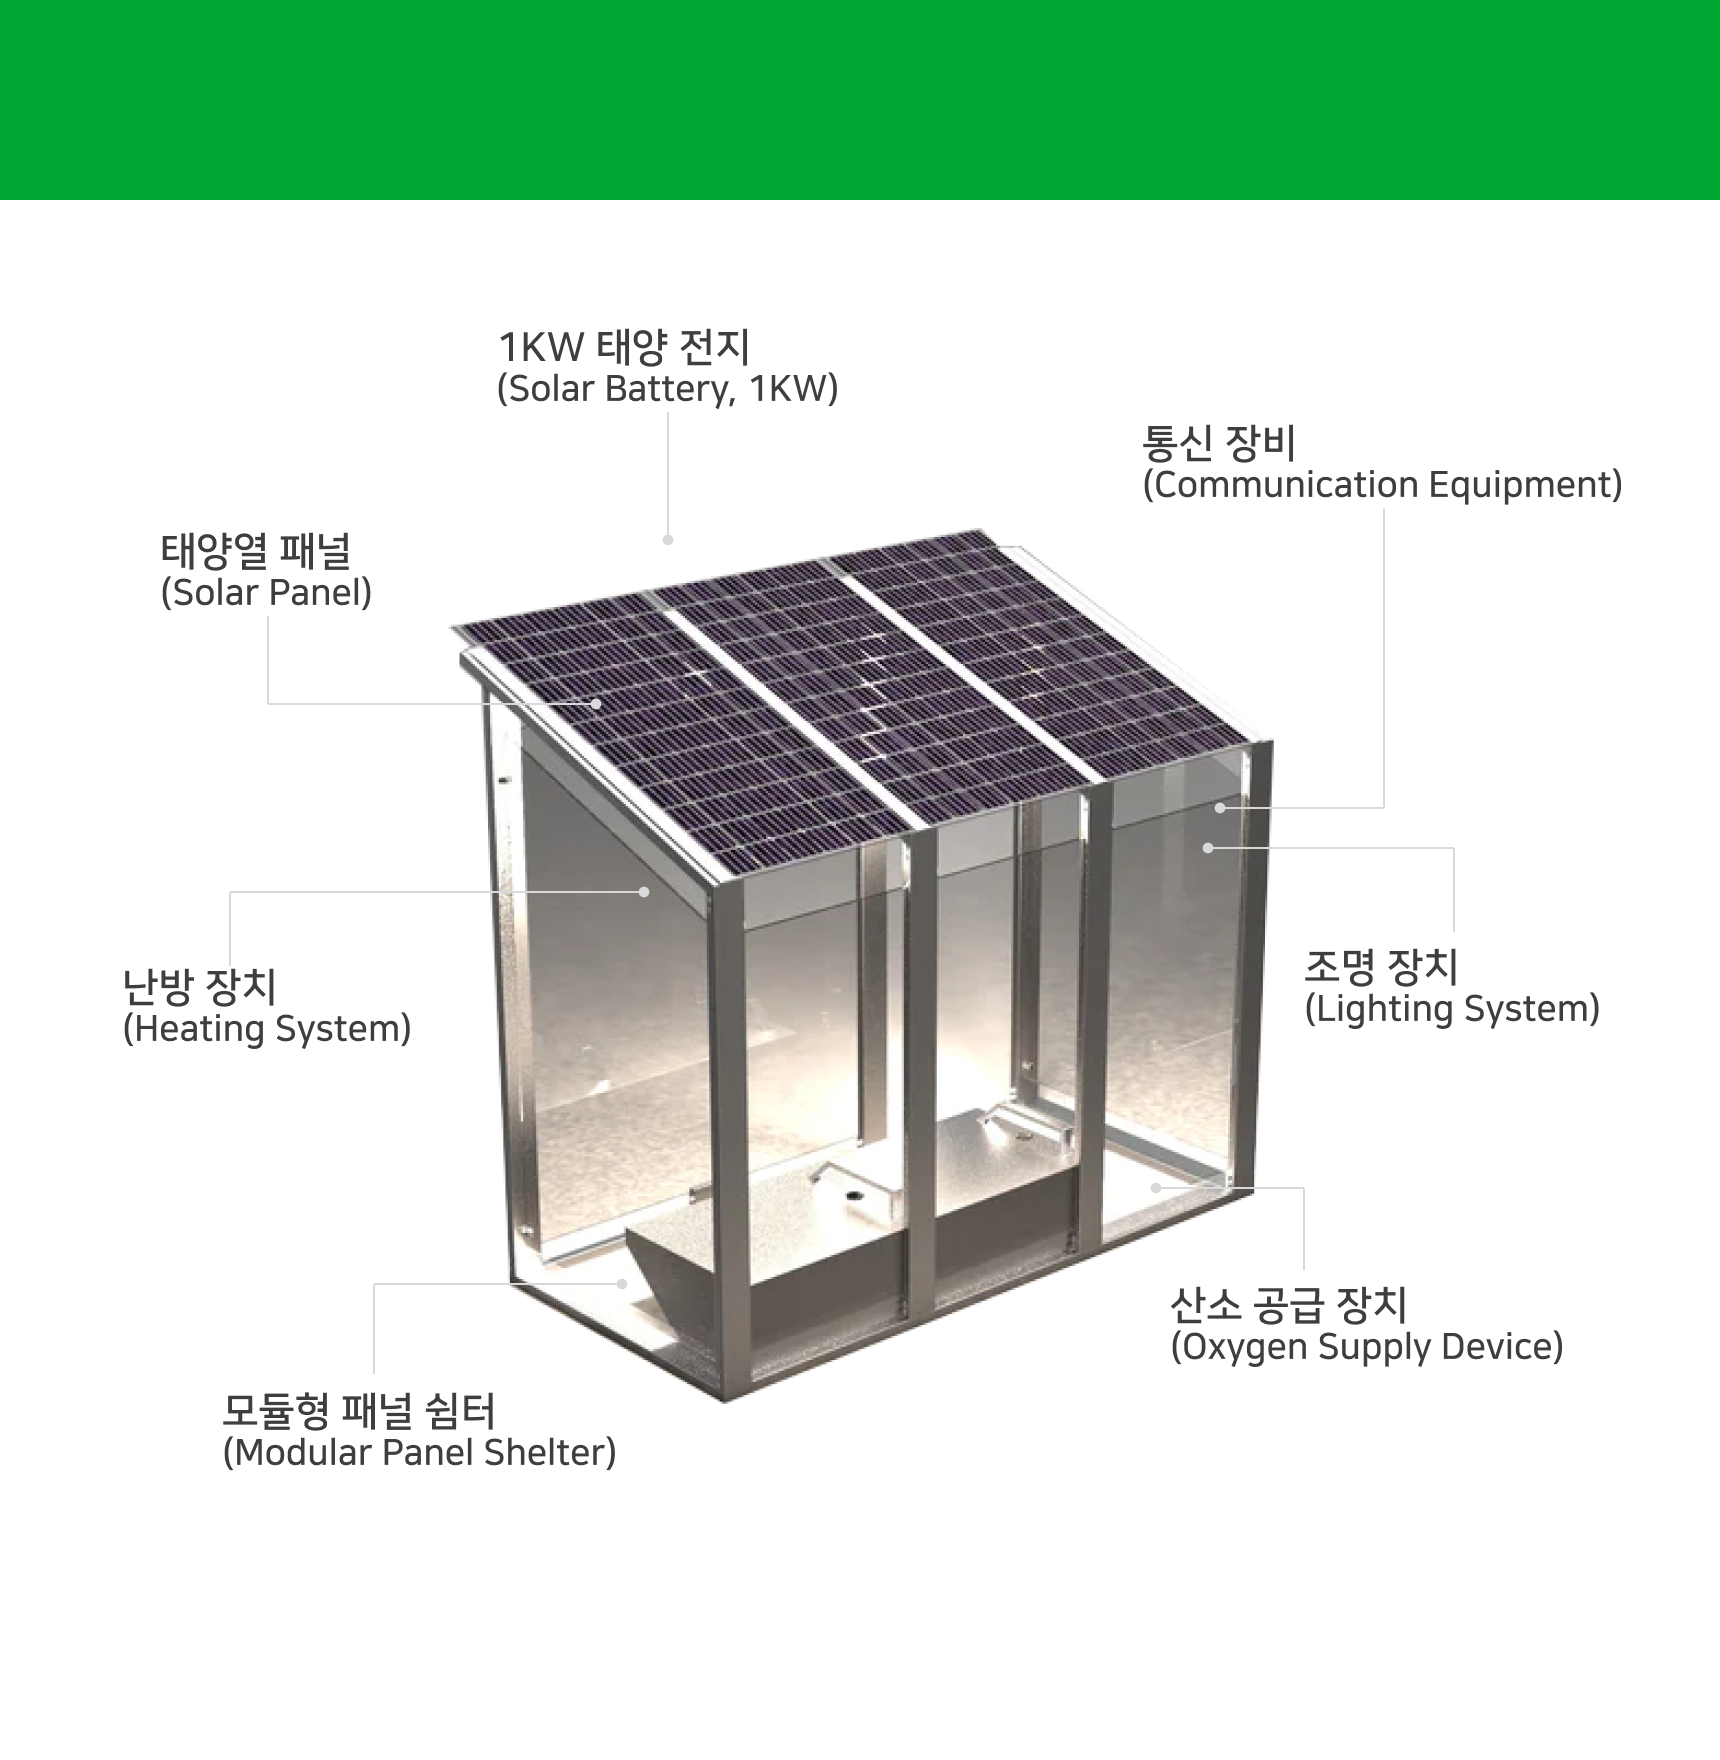 1KW 태양 전지
(Solar Battery, 1KW)
통신 장비
(Communication Equipment)
태양열 패널
(Solar Panel)
난방 장치
(Heating System)
조명 장치
(Lighting System)
산소 공급 장치
(Oxygen Supply Device)
모듈형 패널 쉼터
(Modular Panel Shelter)